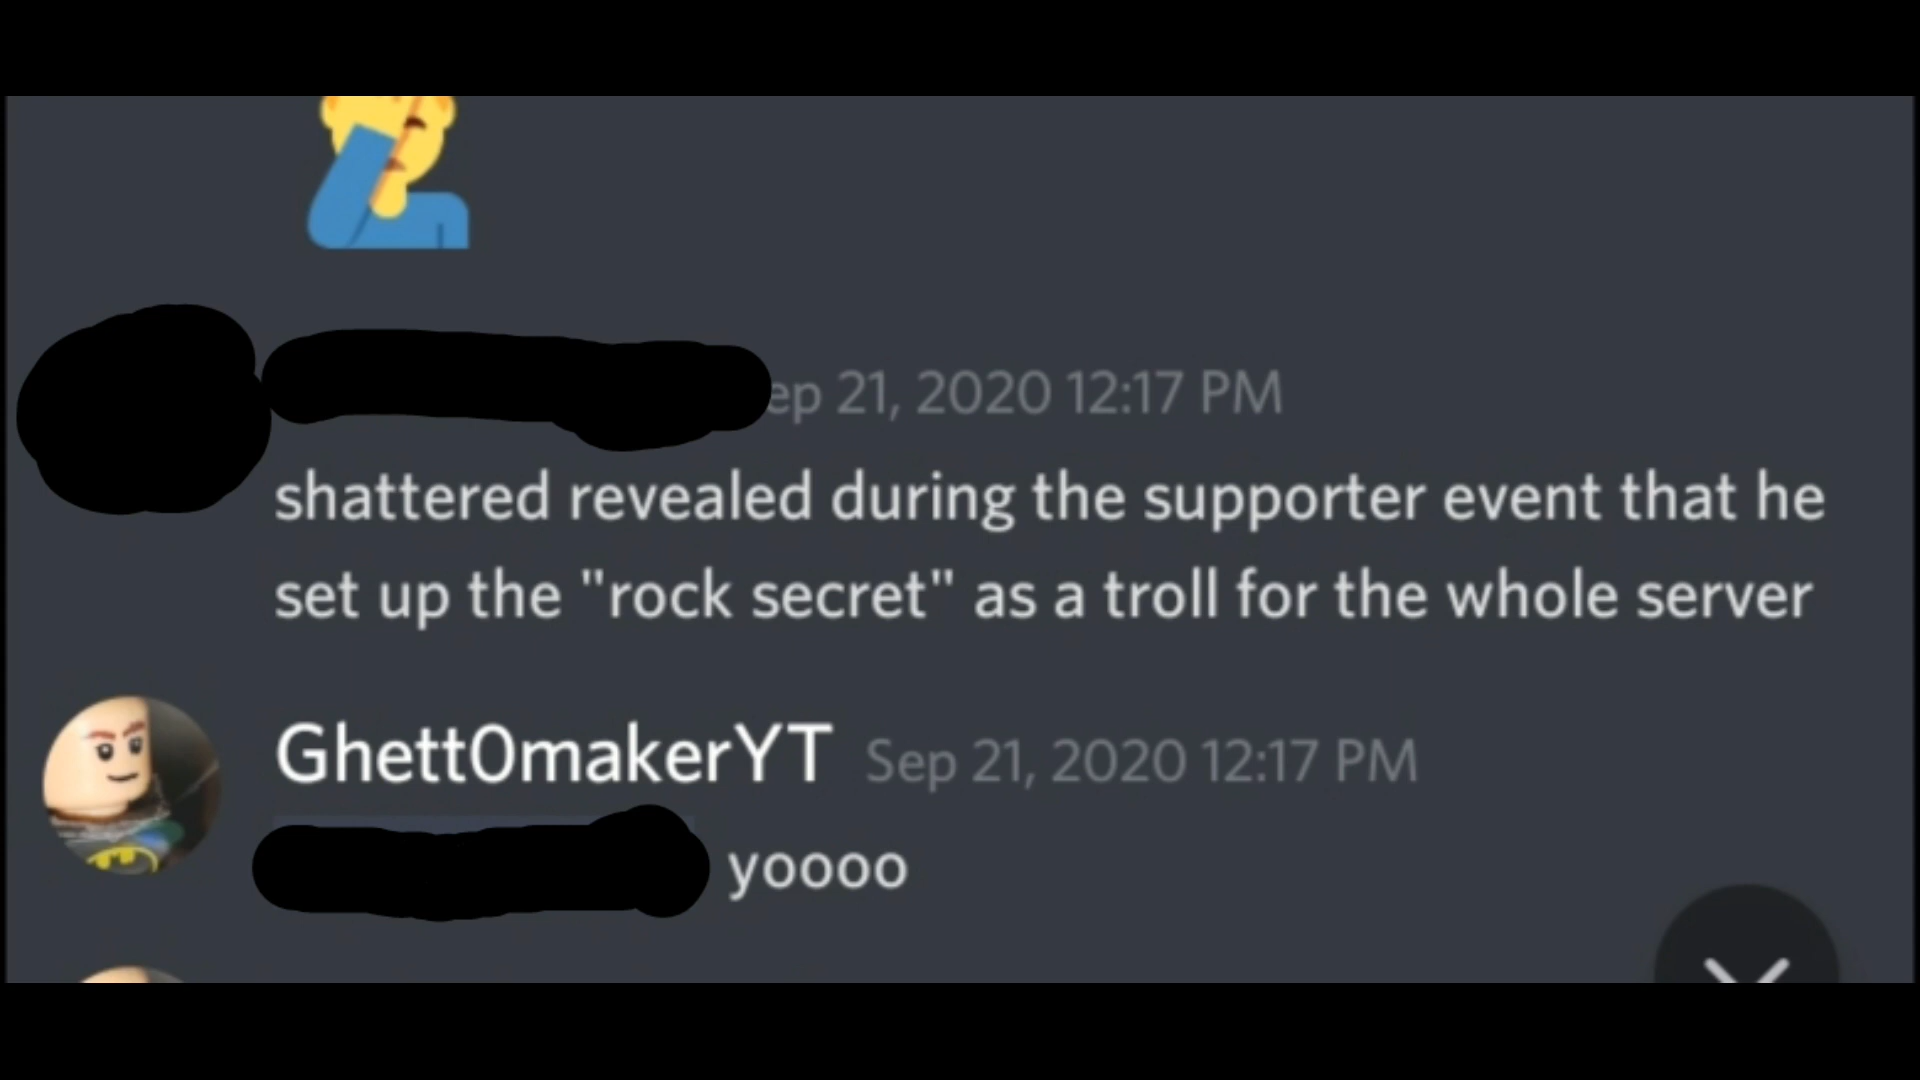 ep 21, 2020 12:17 PM
shattered revealed during the supporter event that he
set up the "rock secret" as a troll for the whole server
Ghett0makerYT Sep 21, 2020 12:17 PM
yoooo